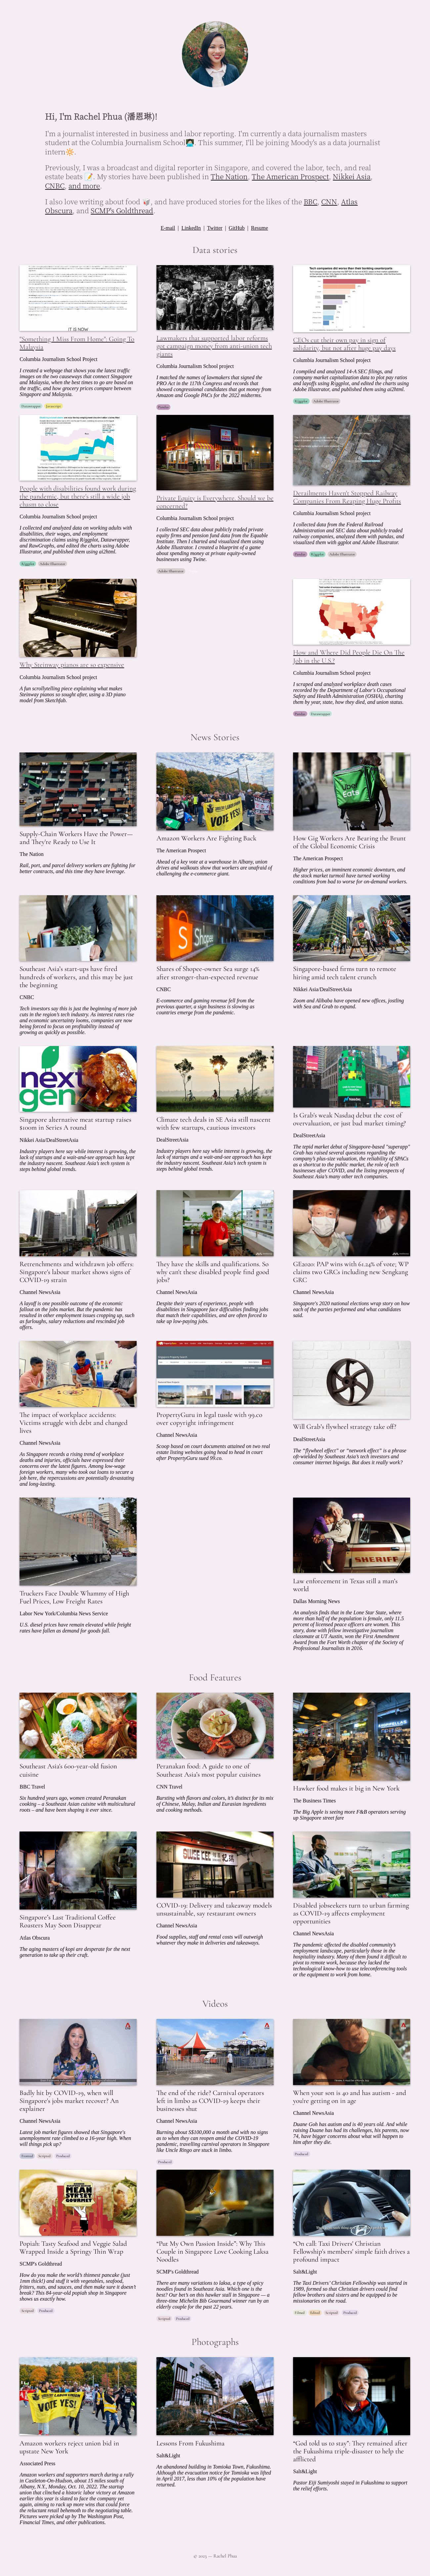 Hi, I'm Rachel Phua (潘恩琳)!
I'm a journalist interested in business and labor reporting. I'm currently a data journalism masters
student at the Columbia Journalism School👩🏻‍💻. This summer, I'll be joining Moody's as a data journalist
intern🔆.
Previously, I was a broadcast and digital reporter in Singapore, and covered the labor, tech, and real
estate beats 📝. My stories have been published in The Nation, The American Prospect, Nikkei Asia,
CNBC, and more.
I also love writing about food 🥡, and have produced stories for the likes of the BBC, CNN, Atlas
Obscura, and SCMP's Goldthread.
E-mail | LinkedIn | Twitter | GitHub | Resume
Data stories
"Something I Miss From Home": Going To
Malaysia
Columbia Journalism School Project
I created a webpage that shows you the latest traffic
images on the two causeways that connect Singapore
and Malaysia, when the best times to go are based on
the traffic, and how grocery prices compare between
Singapore and Malaysia.
Datawrapper Javascript
Lawmakers that supported labor reforms
got campaign money from anti-union tech
giants
Columbia Journalism school project
I matched the names of lawmakers that signed the
PRO Act in the 117th Congress and records that
showed congressional candidates that got money from
Amazon and Google PACs for the 2022 midterms.
Pandas
Tech companies did worse than their banking counterparts
CEOs cut their own pay in sign of
solidarity, but not after huge pay days
Columbia Journalism School project
I compiled and analyzed 14-A SEC filings, and
company market capitalization data to get pay ratios
and layoffs using R/ggplot, and edited the charts using
Adobe Illustrator, and published them using ai2html.
R/ggplot Adobe Illustrator
People with disabilities found work during
the pandemic, but there's still a wide job
chasm to close
Columbia Journalism School project
I collected and analyzed data on working adults with
disabilities, their wages, and employment
discrimination claims using R/ggplot, Datawrapper,
and RawGraphs, and edited the charts using Adobe
Illustrator, and published them using ai2html.
R/ggplot Adobe Illustrator
Private Equity is Everywhere. Should we be
concerned?
Columbia Journalism School project
I collected SEC data about publicly traded private
equity firms and pension fund data from the Equable
Institute. Then I charted and visualized them using
Adobe Illustrator. I created a blueprint of a game
about spending money at private equity-owned
businesses using Twine.
Adobe Illustrator
Derailments Haven't Stopped Railway
Companies From Reaping Huge Profits
Columbia Journalism School project
I collected data from the Federal Railroad
Administration and SEC data about publicly traded
railway companies, analyzed them with pandas, and
visualized them with ggplot and Adobe Illustrator.
Pandas R/ggplot Adobe Illustrator
Why Steinway pianos are so expensive
Columbia Journalism School project
A fun scrollytelling piece explaining what makes
Steinway pianos so sought after, using a 3D piano
model from Sketchfab.
How and Where Did People Die On The
Job in the U.S.?
Columbia Journalism School project
I scraped and analyzed workplace death cases
recorded by the Department of Labor's Occupational
Safety and Health Administration (OSHA), charting
them by year, state, how they died, and union status.
Pandas Datawrapper
News Stories
Supply-Chain Workers Have the Power—
and They're Ready to Use It
The Nation
Rail, port, and parcel delivery workers are fighting for
better contracts, and this time they have leverage.
VOTE YES!
Amazon Workers Are Fighting Back
The American Prospect
Ahead of a key vote at a warehouse in Albany, union
drives and walkouts show that workers are unafraid of
challenging the e-commerce giant.
Eats
How Gig Workers Are Bearing the Brunt
of the Global Economic Crisis
The American Prospect
Higher prices, an imminent economic downturn, and
the stock market turmoil have turned working
conditions from bad to worse for on-demand workers.
Southeast Asia's start-ups have fired
hundreds of workers, and this may be just
the beginning
CNBC
Tech investors say this is just the beginning of more job
cuts in the region's tech industry. As interest rates rise
and economic uncertainty looms, companies are now
being forced to focus on profitability instead of
growing as quickly as possible.
Shopee
Shares of Shopee-owner Sea surge 14%
after stronger-than-expected revenue
CNBC
E-commerce and gaming revenue fell from the
previous quarter, a sign business is slowing as
countries emerge from the pandemic.
Singapore-based firms turn to remote
hiring amid tech talent crunch
Nikkei Asia/DealStreetAsia
Zoom and Alibaba have opened new offices, jostling
with Sea and Grab to expand.
next
gen
Singapore alternative meat startup raises
$100m in Series A round
Nikkei Asia/DealStreetAsia
Industry players here say while interest is growing, the
lack of startups and a wait-and-see approach has kept
the industry nascent. Southeast Asia's tech system is
steps behind global trends.
Climate tech deals in SE Asia still nascent
with few startups, cautious investors
DealStreetAsia
Industry players here say while interest is growing, the
lack of startups and a wait-and-see approach has kept
the industry nascent. Southeast Asia's tech system is
steps behind global trends.
Is Grab's weak Nasdaq debut the cost of
overvaluation, or just bad market timing?
DealStreetAsia
The tepid market debut of Singapore-based "superapp"
Grab has raised several questions regarding the
company's plus-size valuation, the reliability of SPACs
as a shortcut to the public market, the role of tech
businesses after COVID, and the listing prospects of
Southeast Asia's many other tech companies.
Retrenchments and withdrawn job offers:
Singapore's labour market shows signs of
COVID-19 strain
Channel NewsAsia
A layoff is one possible outcome of the economic
fallout on the jobs market. But the pandemic has
resulted in other employment issues cropping up, such
as furloughs, salary reductions and rescinded job
offers.
They have the skills and qualifications. So
why can't these disabled people find good
jobs?
Channel NewsAsia
Despite their years of experience, people with
disabilities in Singapore face difficulties finding jobs
that match their capabilities, and are often forced to
take up low-paying jobs.
GE2020: PAP wins with 61.24% of vote; WP
claims two GRCs including new Sengkang
GRC
Channel NewsAsia
Singapore's 2020 national elections wrap story on how
each of the parties performed and what candidates
said.
The impact of workplace accidents:
Victims struggle with debt and changed
lives
Channel NewsAsia
As Singapore records a rising trend of workplace
deaths and injuries, officials have expressed their
concerns over the latest figures. Among low-wage
foreign workers, many who took out loans to secure a
job here, the repercussions are potentially devastating
and long-lasting.
PropertyGuru in legal tussle with 99.co
over copyright infringement
Channel NewsAsia
Scoop based on court documents attained on two real
estate listing websites going head to head in court
after PropertyGuru sued 99.co.
Will Grab's flywheel strategy take off?
DealStreetAsia
The "flywheel effect" or "network effect" is a phrase
oft-wielded by Southeast Asia's tech investors and
consumer internet bigwigs. But does it really work?
Truckers Face Double Whammy of High
Fuel Prices, Low Freight Rates
Labor New York/Columbia News Service
U.S. diesel prices have remain elevated while freight
rates have fallen as demand for goods fall.
SHERIFF
Law enforcement in Texas still a man's
world
Dallas Morning News
An analysis finds that in the Lone Star State, where
more than half of the population is female, only 11.5
percent of licensed peace officers are women. This
story, done with fellow investigative journalism
classmate at UT Austin, won the First Amendment
Award from the Fort Worth chapter of the Society of
Professional Journalists in 2016.
Food Features
Southeast Asia's 600-year-old fusion
cuisine
BBC Travel
Six hundred years ago, women created Peranakan
cooking – a Southeast Asian cuisine with multicultural
roots – and have been shaping it ever since.
Peranakan food: A guide to one of
Southeast Asia's most popular cuisines
CNN Travel
Bursting with flavors and colors, it's distinct for its mix
of Chinese, Malay, Indian and Eurasian ingredients
and cooking methods.
Hawker food makes it big in New York
The Business Times
The Big Apple is seeing more F&B operators serving
up Singapore street fare
Singapore's Last Traditional Coffee
Roasters May Soon Disappear
Atlas Obscura
The aging masters of kopi are desperate for the next
generation to take up their craft.
COVID-19: Delivery and takeaway models
unsustainable, say restaurant owners
Channel NewsAsia
Food supplies, staff and rental costs will outweigh
whatever they make in deliveries and takeaways.
Disabled jobseekers turn to urban farming
as COVID-19 affects employment
opportunities
Channel NewsAsia
The pandemic affected the disabled community's
employment landscape, particularly those in the
hospitality industry. Many of them found it difficult to
pivot to remote work, because they lacked the
technological know-how to use teleconferencing tools
or the equipment to work from home.
Videos
Badly hit by COVID-19, when will
Singapore's jobs market recover? An
explainer
Channel NewsAsia
Latest job market figures showed that Singapore's
unemployment rate climbed to a 16-year high. When
will things pick up?
Scripted Produced
The end of the ride? Carnival operators
left in limbo as COVID-19 keeps their
businesses shut
Channel NewsAsia
Burning about S$100,000 a month and with no signs
as to when they can reopen amid the COVID-19
pandemic, travelling carnival operators in Singapore
like Uncle Ringo are stuck in limbo.
Produced
When your son is 40 and has autism - and
you're getting on in age
Channel NewsAsia
Duane Goh has autism and is 40 years old. And while
raising Duane has had its challenges, his parents, now
74, have bigger concerns about what will happen to
him after they die.
Produced
MEAN
STREET
GOURMET
Popiah: Tasty Seafood and Veggie Salad
Wrapped Inside a Springy Thin Wrap
SCMP's Goldthread
How do you make the world's thinnest pancake (just
1mm thick!) and stuff it with vegetables, seafood,
fritters, nuts, and sauces, and then make sure it doesn't
break? This 84-year-old popiah shop in Singapore
shows us exactly how.
Scripted Produced
"Put My Own Passion Inside": Why This
Couple in Singapore Love Cooking Laksa
Noodles
SCMP's Goldthread
There are many variations to laksa, a type of spicy
noodles found in Southeast Asia. Which one is the
best? Our bet's on this hawker stall in Singapore — a
three-time Michelin Bib Gourmand winner run by an
elderly couple for the past 22 years.
Scripted Produced
"On call: Taxi Drivers' Christian
Fellowship's members' simple faith drives a
profound impact
Salt&Light
The Taxi Drivers' Christian Fellowship was started in
1989, formed so that Christian drivers could find
fellow brothers and sisters and be equipped to be
missionaries on the road.
Filmed Edited Scripted Produced
Photographs
VOTE YES!
Amazon workers reject union bid in
upstate New York
Associated Press
Amazon workers and supporters march during a rally
in Castleton-On-Hudson, about 15 miles south of
Albany, N.Y., Monday, Oct. 10, 2022. The startup
union that clinched a historic labor victory at Amazon
earlier this year is slated to face the company yet
again, aiming to rack up more wins that could force
the reluctant retail behemoth to the negotiating table.
Pictures were picked up by The Washington Post,
Financial Times, and other publications.
Lessons From Fukushima
Salt&Light
An abandoned building in Tomioka Town, Fukushima.
Although the evacuation notice for Tomioka was lifted
in April 2017, less than 10% of the population have
returned.
"God told us to stay": They remained after
the Fukushima triple-disaster to help the
afflicted
Salt&Light
Pastor Eiji Sumiyoshi stayed in Fukushima to support
the relief efforts.
© 2023 — Rachel Phua